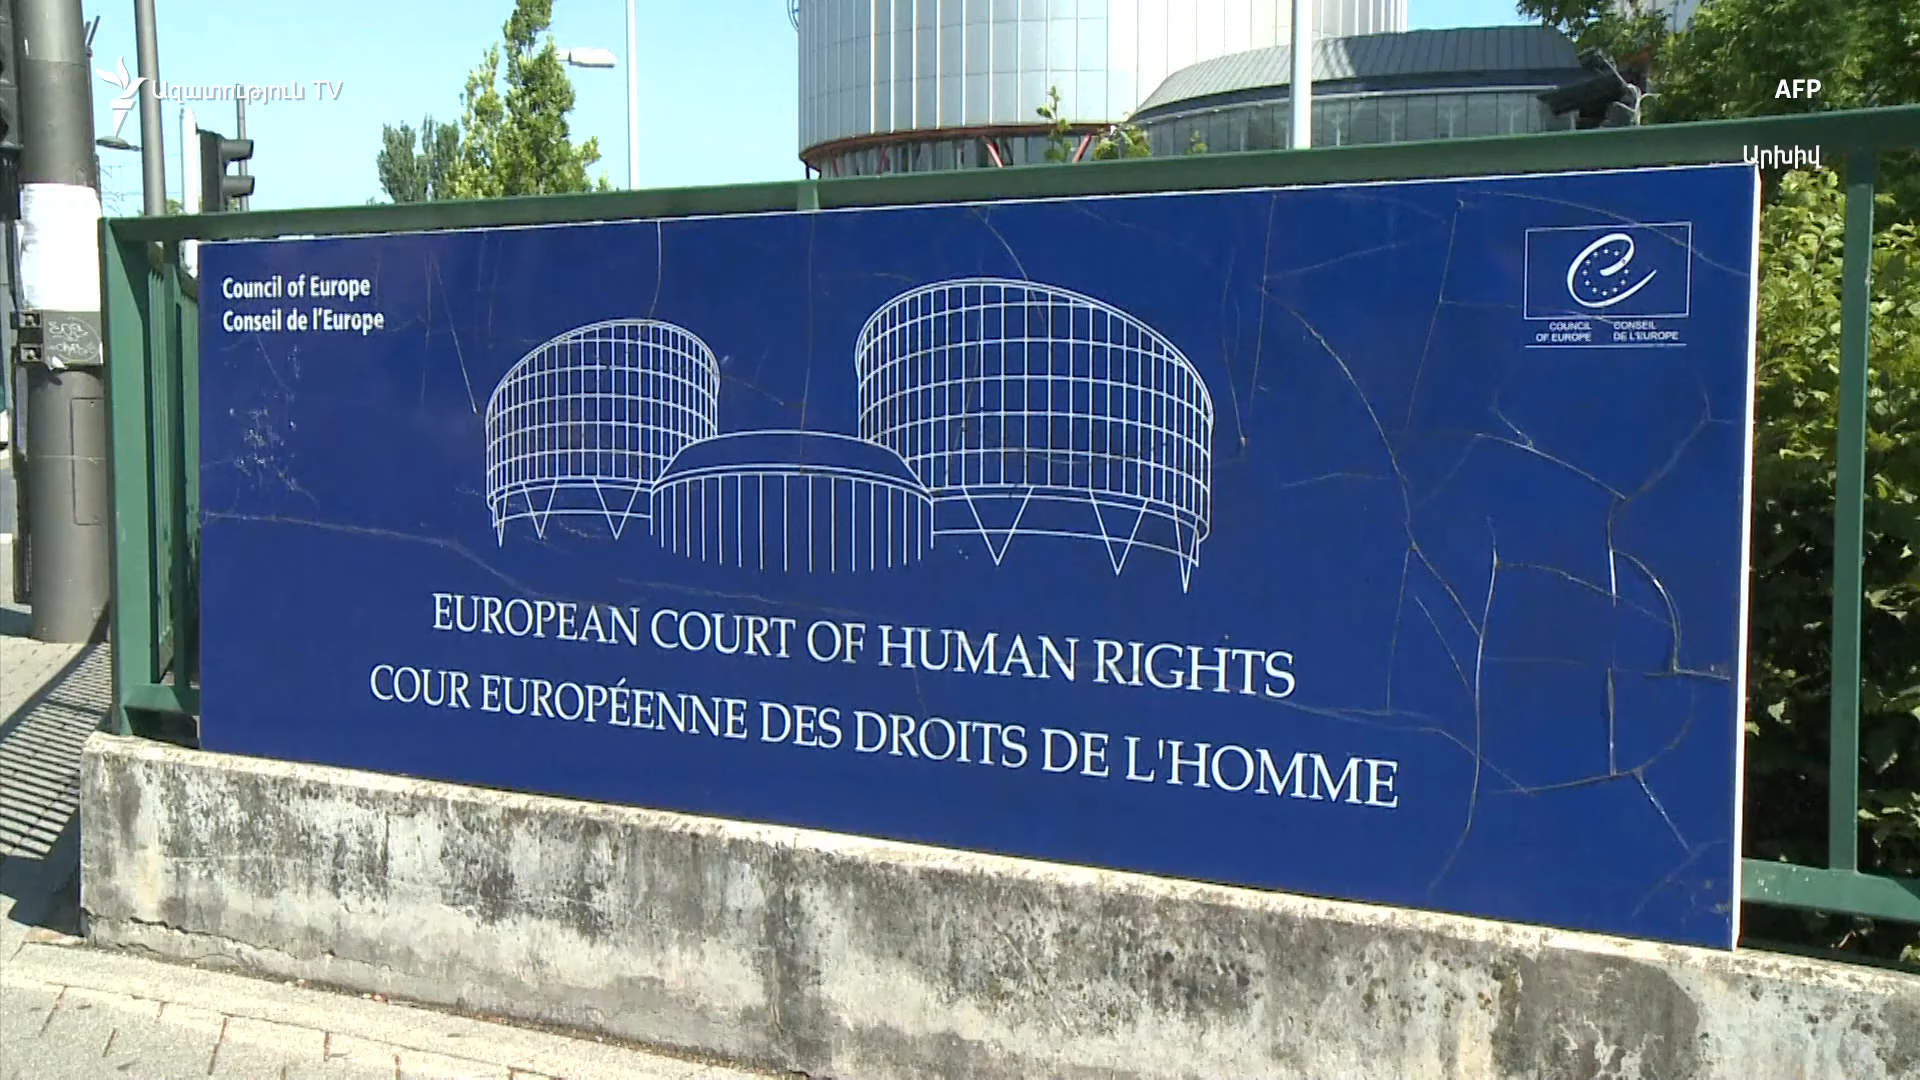 Ազատություն TV
AFP
Արխիվ
Council of Europe
Conseil de l'Europe
COUNCIL OF EUROPE
CONSEIL DE L'EUROPE
EUROPEAN COURT OF HUMAN RIGHTS
COUR EUROPÉENNE DES DROITS DE L'HOMME